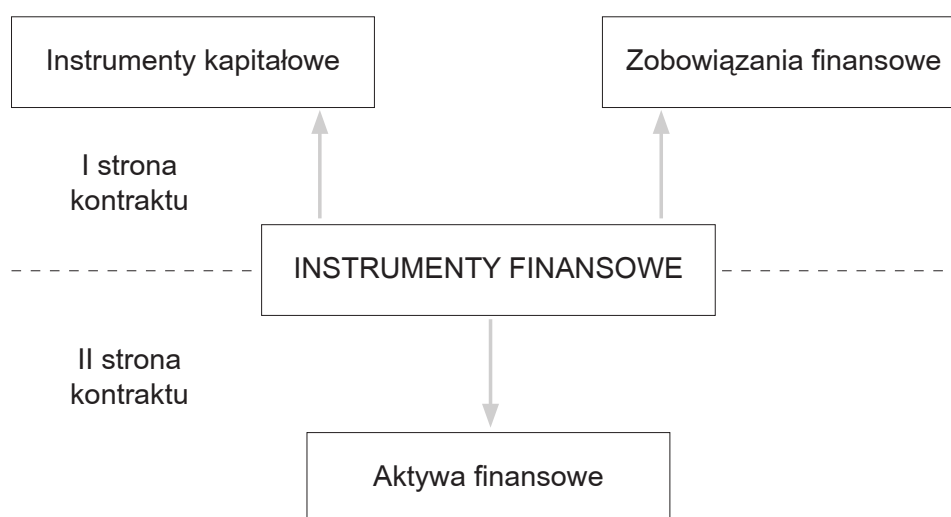 Instrumenty kapitałowe
Zobowiązania finansowe
I strona
kontraktu
INSTRUMENTY FINANSOWE
II strona
kontraktu
Aktywa finansowe